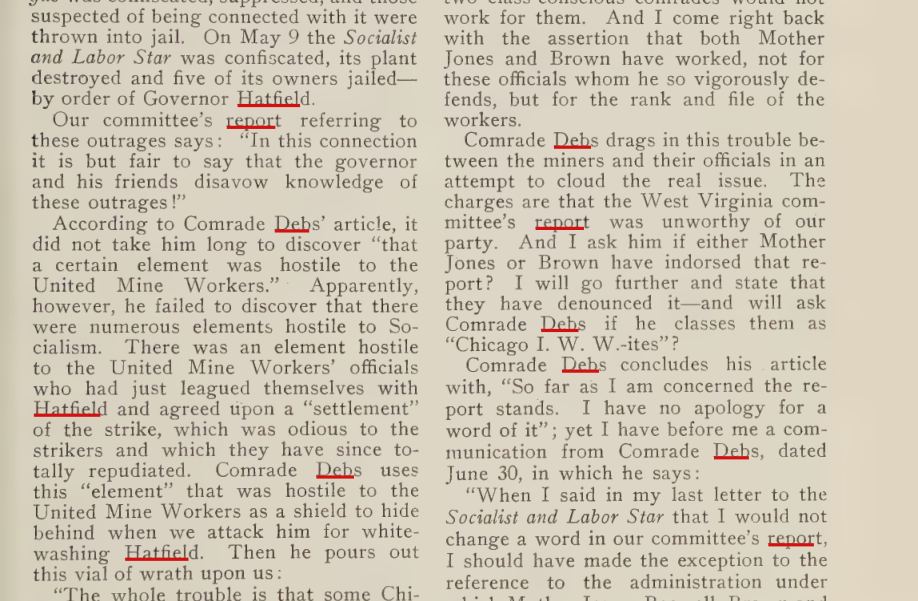 suspected of being connected with it were
thrown into jail. On May 9 the Socialist
and Labor Star was confiscated, its plant
destroyed and five of its owners jailed—
by order of Governor Hatfield.
Our committee's report referring to
these outrages says: “In this connection
it is but fair to say that the governor
and his friends disavow knowledge of
these outrages!”
According to Comrade Debs' article, it
did not take him long to discover “that
a certain element was hostile to the
United Mine Workers.” Apparently,
however, he failed to discover that there
were numerous elements hostile to So-
cialism. There was an element hostile
to the United Mine Workers' officials
who had just leagued themselves with
Hatfield and agreed upon a “settlement”
of the strike, which was odious to the
strikers and which they have since to-
tally repudiated. Comrade Debs uses
this “element” that was hostile to the
United Mine Workers as a shield to hide
behind when we attack him for white-
washing Hatfield. Then he pours out
this vial of wrath upon us:
“The whole trouble is that some Chi-
work for them. And I come right back
with the assertion that both Mother
Jones and Brown have worked, not for
these officials whom he so vigorously de-
fends, but for the rank and file of the
workers.
Comrade Debs drags in this trouble be-
tween the miners and their officials in an
attempt to cloud the real issue. The
charges are that the West Virginia com-
mittee's report was unworthy of our
party. And I ask him if either Mother
Jones or Brown have indorsed that re-
port? I will go further and state that
they have denounced it—and will ask
Comrade Debs if he classes them as
“Chicago I. W. W.-ites”?
Comrade Debs concludes his article
with, “So far as I am concerned the re-
port stands. I have no apology for a
word of it”; yet I have before me a com-
munication from Comrade Debs, dated
June 30, in which he says:
“When I said in my last letter to the
Socialist and Labor Star that I would not
change a word in our committee's report,
I should have made the exception to the
reference to the administration under